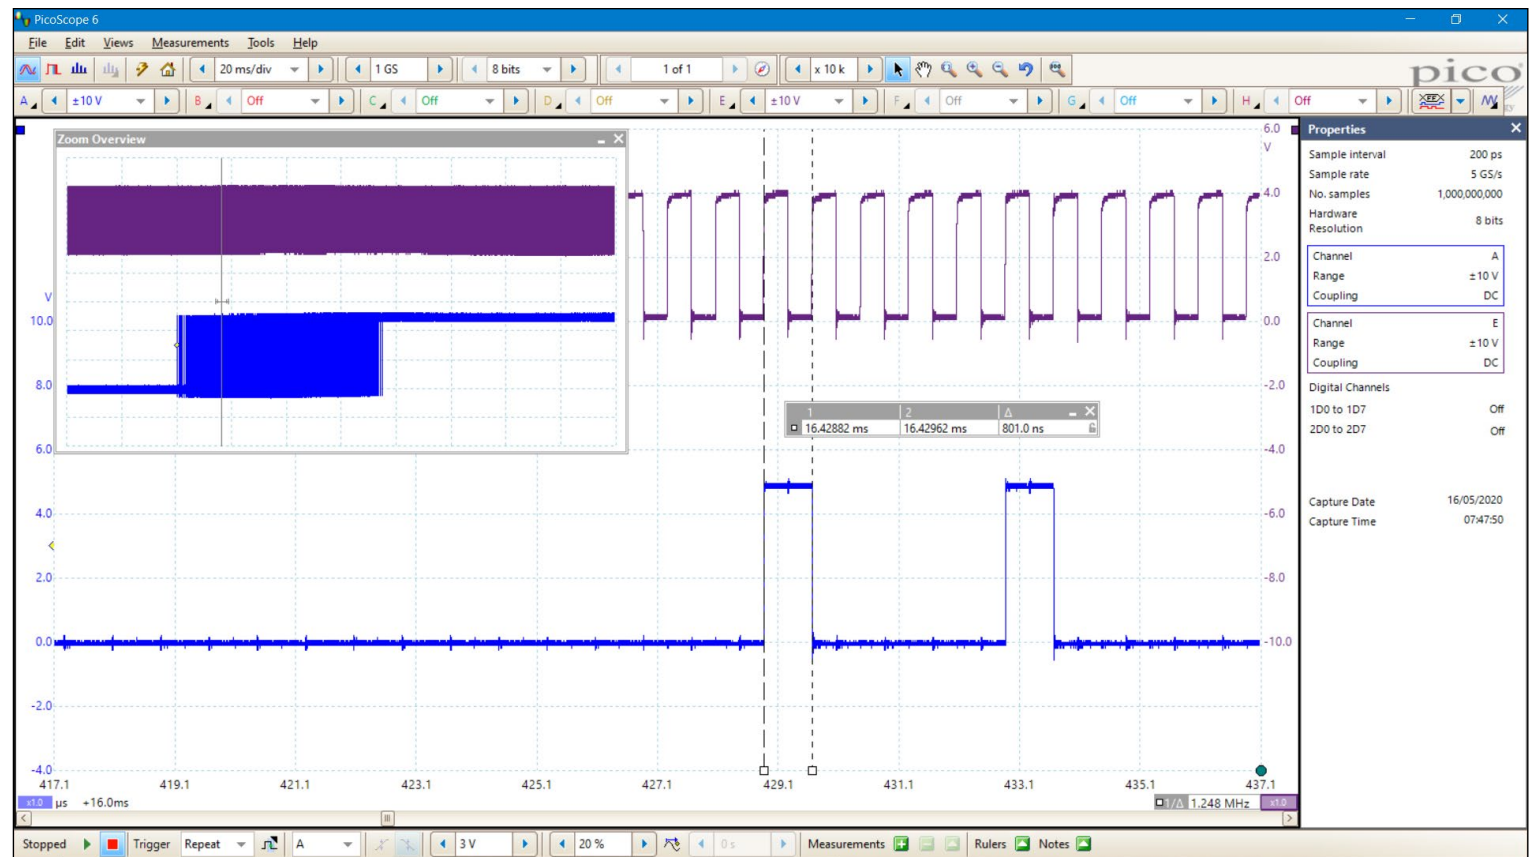 PicoScope 6
File Edit Views Measurements Tools Help
20 ms/div 1 GS 8 bits 1 of 1 x 10 k
pico
A ±10 V B Off C Off D Off E ±10 V F Off G Off H Off
Zoom Overview
6.0
V
4.0
2.0
0.0
-2.0
-4.0
-6.0
-8.0
-10.0
V
10.0
8.0
6.0
4.0
2.0
0.0
-2.0
-4.0
1 2 Δ
16.42882 ms 16.42962 ms 801.0 ns
417.1 419.1 421.1 423.1 425.1 427.1 429.1 431.1 433.1 435.1 437.1
x1.0 µs +16.0ms
1/Δ 1.248 MHz x1.0
Properties
Sample interval 200 ps
Sample rate 5 GS/s
No. samples 1,000,000,000
Hardware
Resolution 8 bits
Channel A
Range ±10 V
Coupling DC
Channel E
Range ±10 V
Coupling DC
Digital Channels
1D0 to 1D7 Off
2D0 to 2D7 Off
Capture Date 16/05/2020
Capture Time 07:47:50
Stopped Trigger Repeat A 3 V 20 % 0 s Measurements Rulers Notes